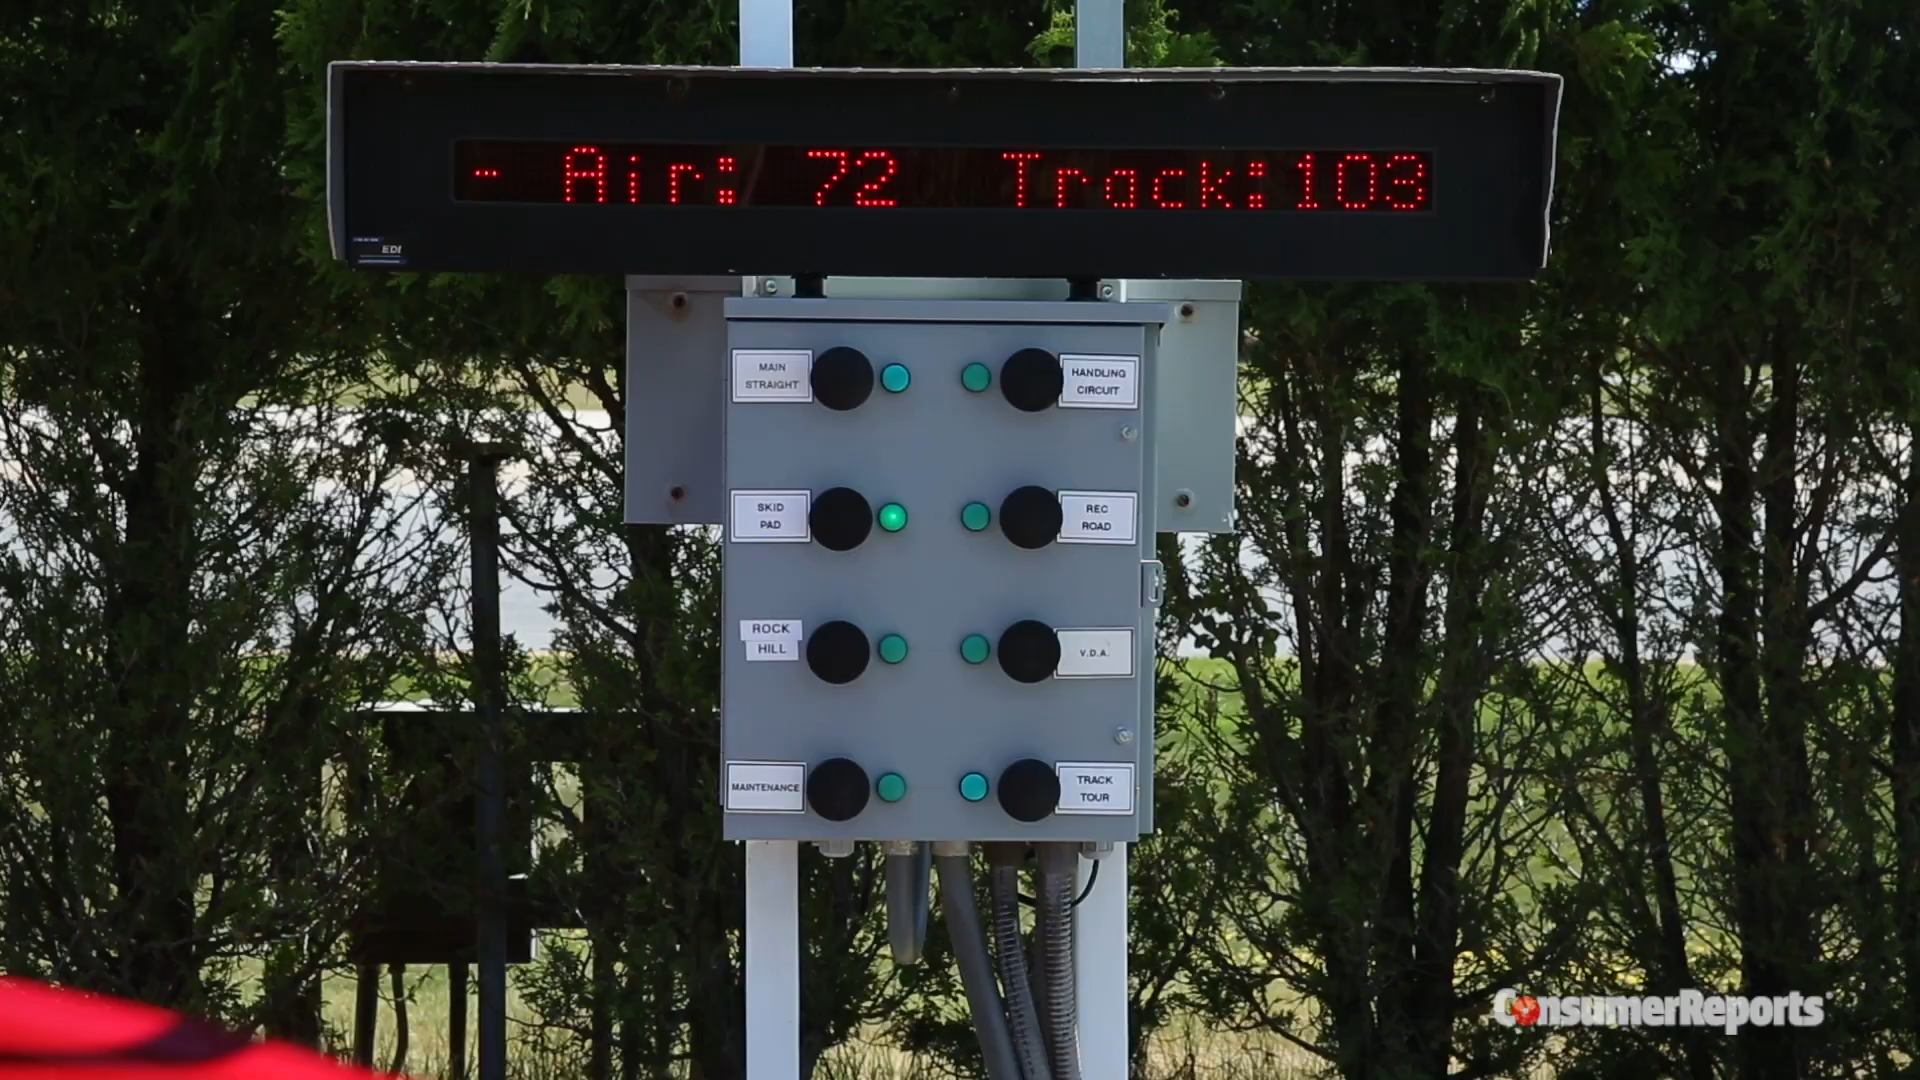 - Air: 72 Track:103
EDI
MAIN
STRAIGHT
HANDLING
CIRCUIT
SKID
PAD
REC
ROAD
ROCK
HILL
V.D.A.
MAINTENANCE
TRACK
TOUR
ConsumerReports